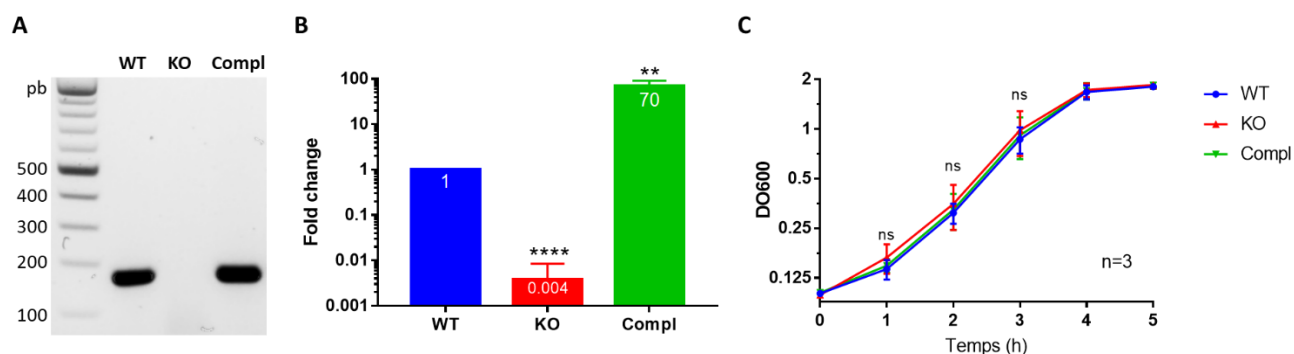 A
WT KO Compl
pb
500
400
300
200
100
B
Fold change
100
10
1
0.1
0.01
0.001
1
****
0.004
**
70
WT KO Compl
C
DO600
2
1
0.5
0.25
0.125
ns
ns
ns
n=3
0 1 2 3 4 5
Temps (h)
WT
KO
Compl